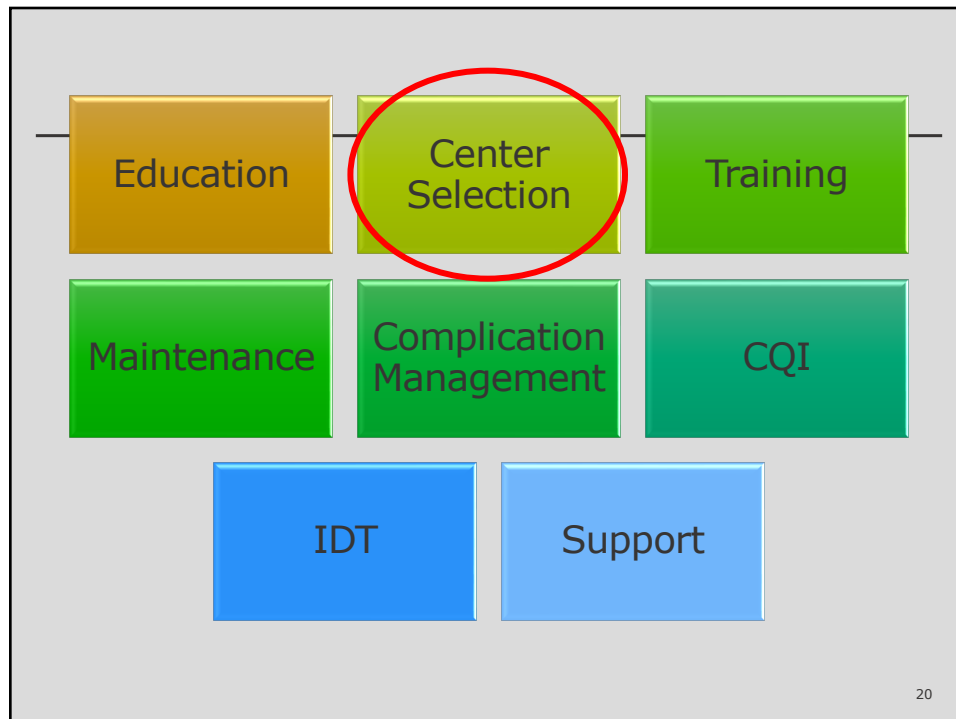 Education
Center
Selection
Training
Maintenance
Complication
Management
CQI
IDT
Support
20